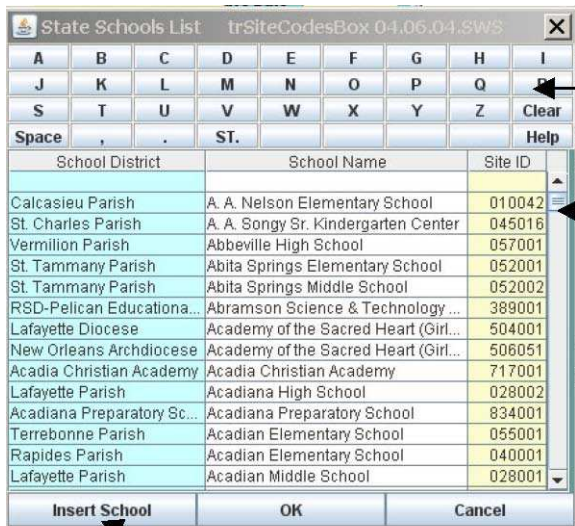 State Schools List trSiteCodesBox 04.06.04.SWS
A B C D E F G H I
J K L M N O P Q R
S T U V W X Y Z Clear
Space , . ST. Help
School District School Name Site ID
Calcasieu Parish A. A. Nelson Elementary School 010042
St. Charles Parish A. A. Songy Sr. Kindergarten Center 045016
Vermilion Parish Abbeville High School 057001
St. Tammany Parish Abita Springs Elementary School 052001
St. Tammany Parish Abita Springs Middle School 052002
RSD-Pelican Educationa... Abramson Science & Technology ... 389001
Lafayette Diocese Academy of the Sacred Heart (Girl... 504001
New Orleans Archdiocese Academy of the Sacred Heart (Girl... 506051
Acadia Christian Academy Acadia Christian Academy 717001
Lafayette Parish Acadiana High School 028002
Acadiana Preparatory Sc... Acadiana Preparatory School 834001
Terrebonne Parish Acadian Elementary School 055001
Rapides Parish Acadian Elementary School 040001
Lafayette Parish Acadian Middle School 028001
Insert School OK Cancel